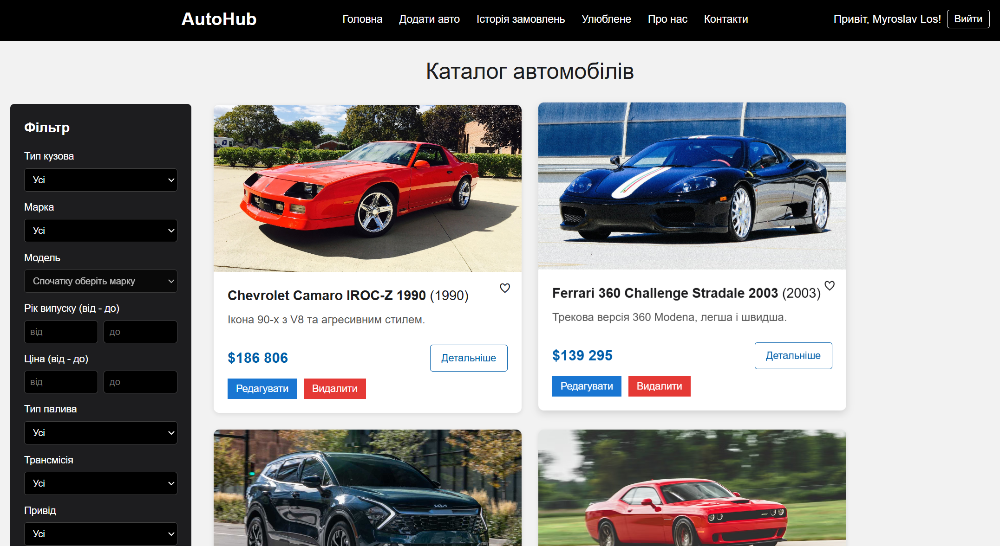 AutoHub
Головна Додати авто Історія замовлень Улюблене Про нас Контакти
Привіт, Myroslav Los! Вийти
Каталог автомобілів
Фільтр
Тип кузова
Усі
Марка
Усі
Модель
Спочатку оберіть марку
Рік випуску (від - до)
від до
Ціна (від - до)
від до
Тип палива
Усі
Трансмісія
Усі
Привід
Усі
Chevrolet Camaro IROC-Z 1990 (1990)
Ікона 90-х з V8 та агресивним стилем.
$186 806 Детальніше
Редагувати Видалити
Ferrari 360 Challenge Stradale 2003 (2003)
Трекова версія 360 Modena, легша і швидша.
$139 295 Детальніше
Редагувати Видалити